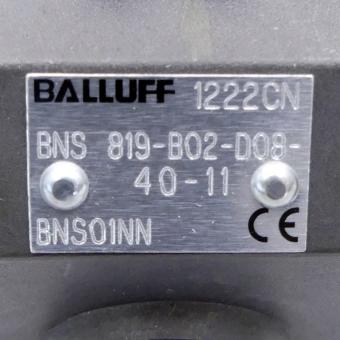 BALLUFF 1222CN
BNS 819-B02-D08-
40-11
BNS01NN CE